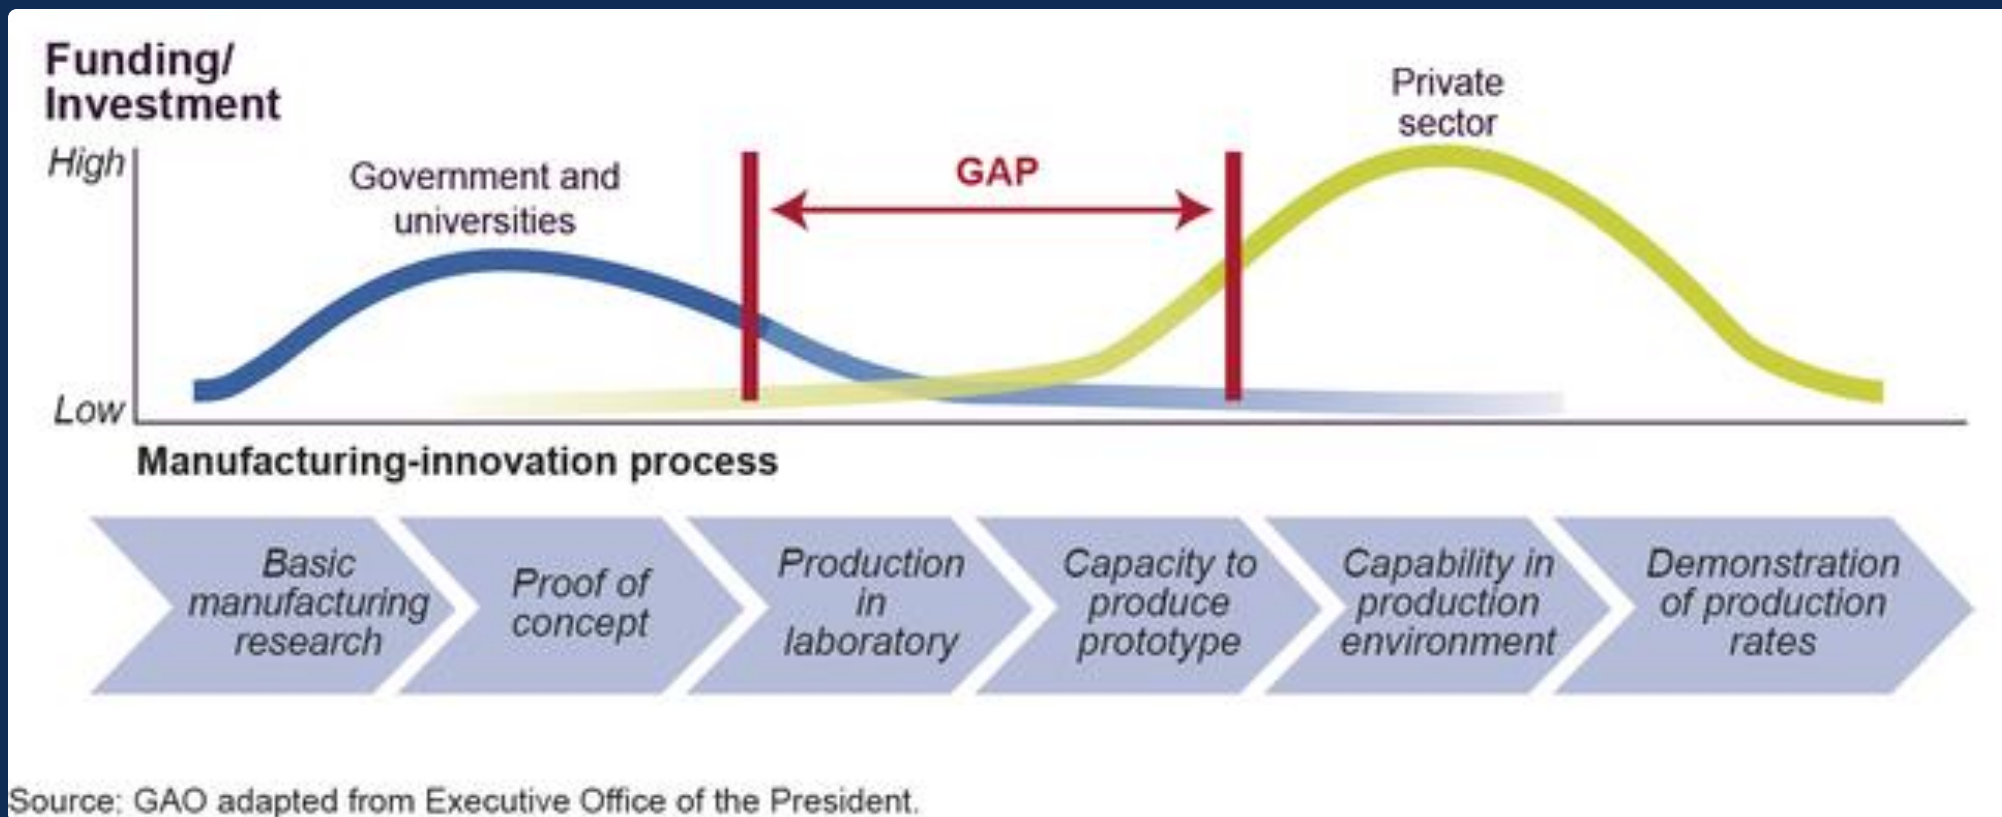 Funding/
Investment
High
Government and
universities
GAP
Private
sector
Low
Manufacturing-innovation process
Basic
manufacturing
research
Proof of
concept
Production
in
laboratory
Capacity to
produce
prototype
Capability in
production
environment
Demonstration
of production
rates
Source: GAO adapted from Executive Office of the President.